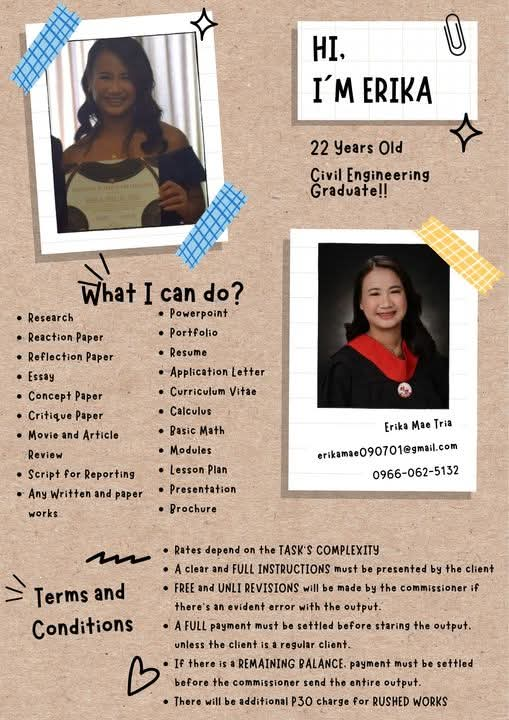 HI,
I´M ERIKA
22 Years Old
Civil Engineering
Graduate!!
What I can do?
• Research
• Reaction Paper
• Reflection Paper
• Essay
• Concept Paper
• Critique Paper
• Movie and Article
Review
• Script for Reporting
• Any Written and paper
works
• Powerpoint
• Portfolio
• Resume
• Application Letter
• Curriculum Vitae
• Calculus
• Basic Math
• Modules
• Lesson Plan
• Presentation
• Brochure
Erika Mae Tria
erikamae090701@gmail.com
0966-062-5132
Terms and
Conditions
• Rates depend on the TASK'S COMPLEXITY
• A clear and FULL INSTRUCTIONS must be presented by the client
• FREE and UNLI REVISIONS will be made by the commissioner if
there's an evident error with the output.
• A FULL payment must be settled before staring the output,
unless the client is a regular client.
• If there is a REMAINING BALANCE, payment must be settled
before the commissioner send the entire output.
• There will be additional P30 charge for RUSHED WORKS